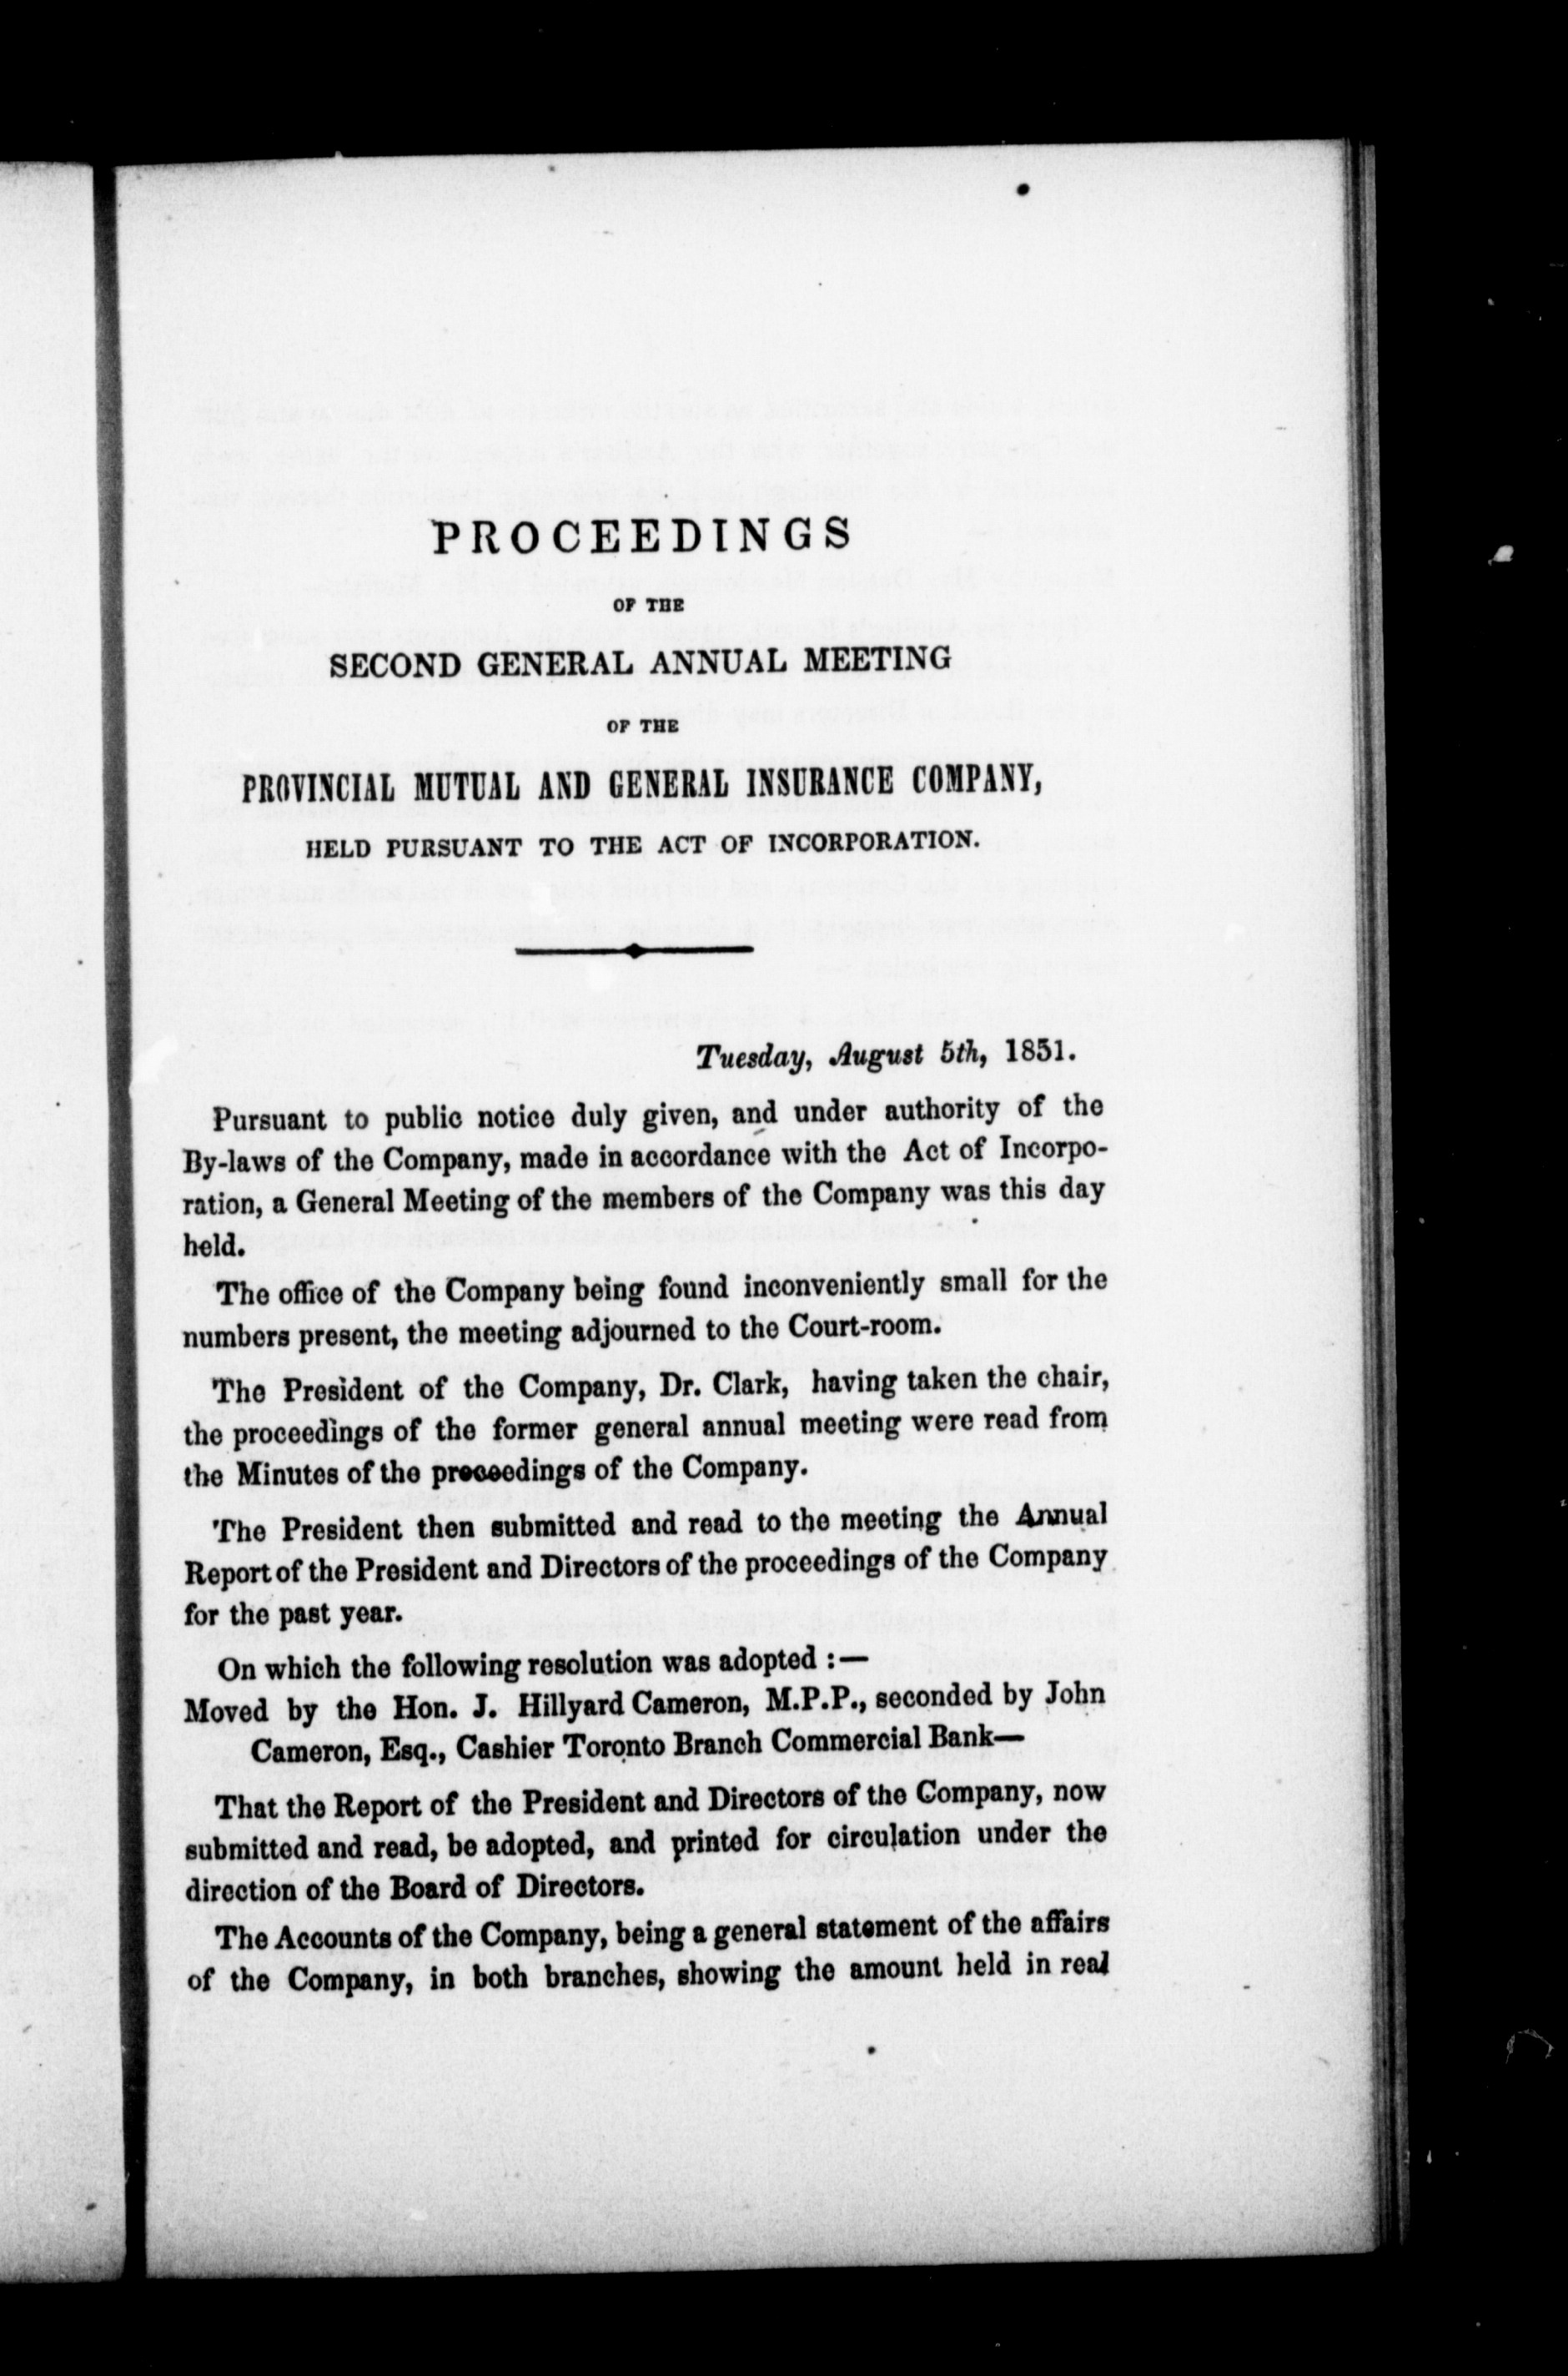 PROCEEDINGS
OF THE
SECOND GENERAL ANNUAL MEETING
OF THE
PROVINCIAL MUTUAL AND GENERAL INSURANCE COMPANY,
HELD PURSUANT TO THE ACT OF INCORPORATION.
Tuesday, August 5th, 1851.
Pursuant to public notice duly given, and under authority of the
By-laws of the Company, made in accordance with the Act of Incorpo-
ration, a General Meeting of the members of the Company was this day
held.
The office of the Company being found inconveniently small for the
numbers present, the meeting adjourned to the Court-room.
The President of the Company, Dr. Clark, having taken the chair,
the proceedings of the former general annual meeting were read from
the Minutes of the proceedings of the Company.
The President then submitted and read to the meeting the Annual
Report of the President and Directors of the proceedings of the Company
for the past year.
On which the following resolution was adopted :—
Moved by the Hon. J. Hillyard Cameron, M.P.P., seconded by John
Cameron, Esq., Cashier Toronto Branch Commercial Bank—
That the Report of the President and Directors of the Company, now
submitted and read, be adopted, and printed for circulation under the
direction of the Board of Directors.
The Accounts of the Company, being a general statement of the affairs
of the Company, in both branches, showing the amount held in real